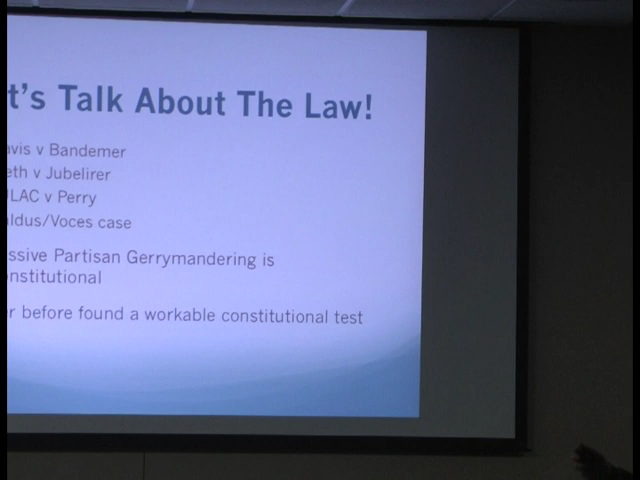 t's Talk About The Law!
avis v Bandemer
eth v Jubelirer
LAC v Perry
aldus/Voces case
ssive Partisan Gerrymandering is
nstitutional
r before found a workable constitutional test